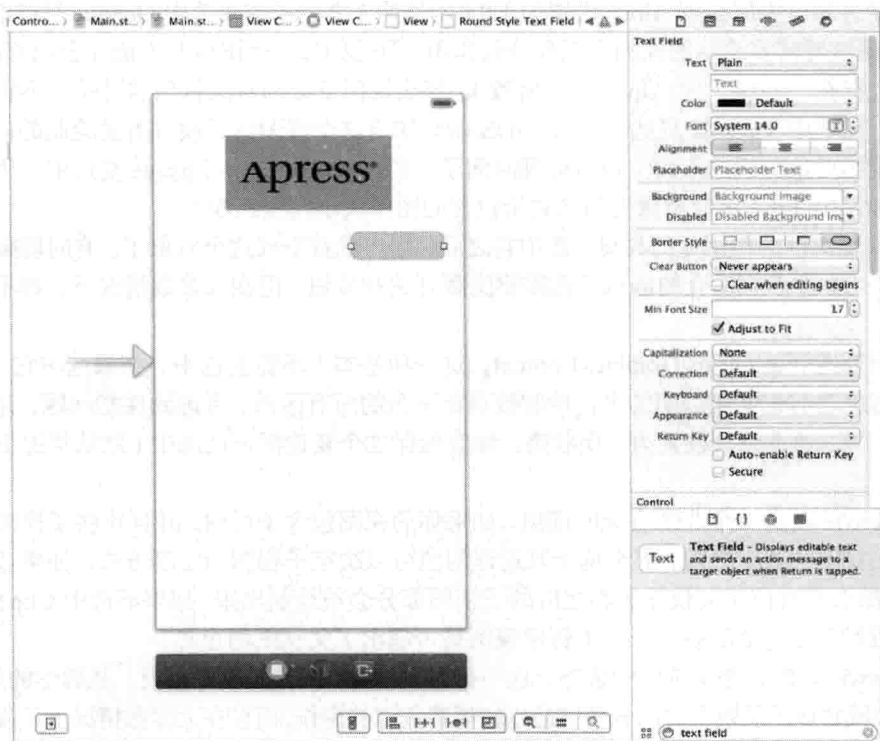 Contro...
Main.st...
Main.st...
View C...
View C...
View
Round Style Text Field
Apress®
Text Field
Text Plain
Text
Color Default
Font System 14.0
Alignment
Placeholder Placeholder Text
Background Background Image
Disabled Disabled Background Ima
Border Style
Clear Button Never appears
Clear when editing begins
Min Font Size 17
Adjust to Fit
Capitalization None
Correction Default
Keyboard Default
Appearance Default
Return Key Default
Auto-enable Return Key
Secure
Control
{ }
Text
Text Field - Displays editable text
and sends an action message to a
target object when Return is tapped.
text field